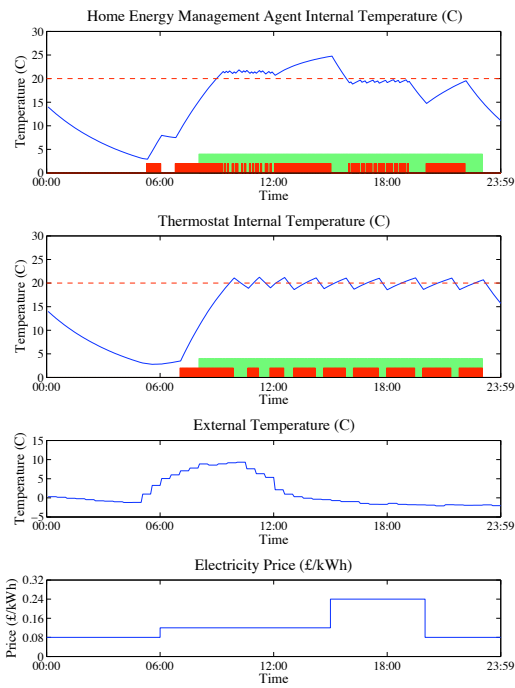 Home Energy Management Agent Internal Temperature (C)
30
25
20
15
10
5
0
Temperature (C)
00:00 06:00 12:00 18:00 23:59
Time
Thermostat Internal Temperature (C)
30
25
20
15
10
5
0
Temperature (C)
00:00 06:00 12:00 18:00 23:59
Time
External Temperature (C)
15
10
5
0
−5
Temperature (C)
00:00 06:00 12:00 18:00 23:59
Time
Electricity Price (£/kWh)
0.32
0.24
0.16
0.08
0.00
Price (£/kWh)
00:00 06:00 12:00 18:00 23:59
Time